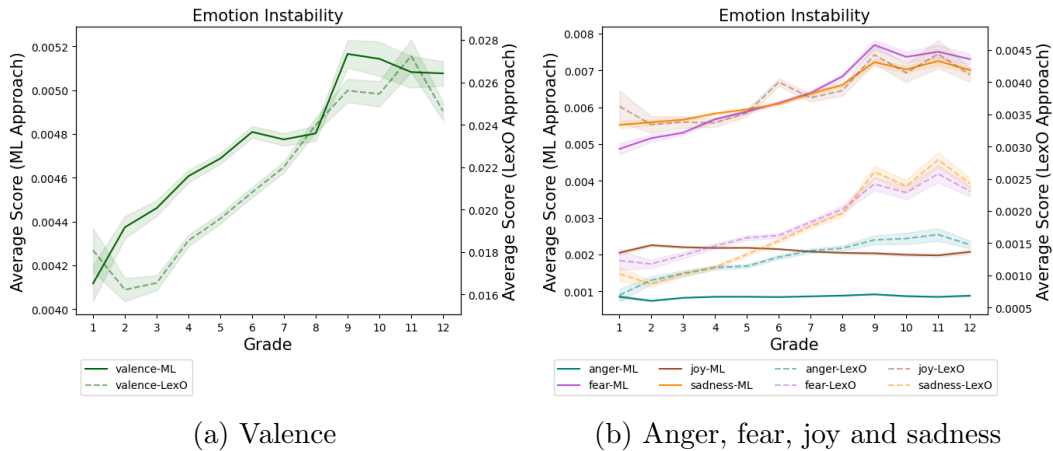 Emotion Instability
Average Score (ML Approach)
0.0052
0.0050
0.0048
0.0046
0.0044
0.0042
0.0040
1 2 3 4 5 6 7 8 9 10 11 12
Grade
0.028
0.026
0.024
0.022
0.020
0.018
0.016
Average Score (LexO Approach)
valence-ML
valence-LexO
(a) Valence
Emotion Instability
Average Score (ML Approach)
0.008
0.007
0.006
0.005
0.004
0.003
0.002
0.001
1 2 3 4 5 6 7 8 9 10 11 12
Grade
0.0045
0.0040
0.0035
0.0030
0.0025
0.0020
0.0015
0.0010
0.0005
Average Score (LexO Approach)
anger-ML joy-ML anger-LexO joy-LexO
fear-ML sadness-ML fear-LexO sadness-LexO
(b) Anger, fear, joy and sadness